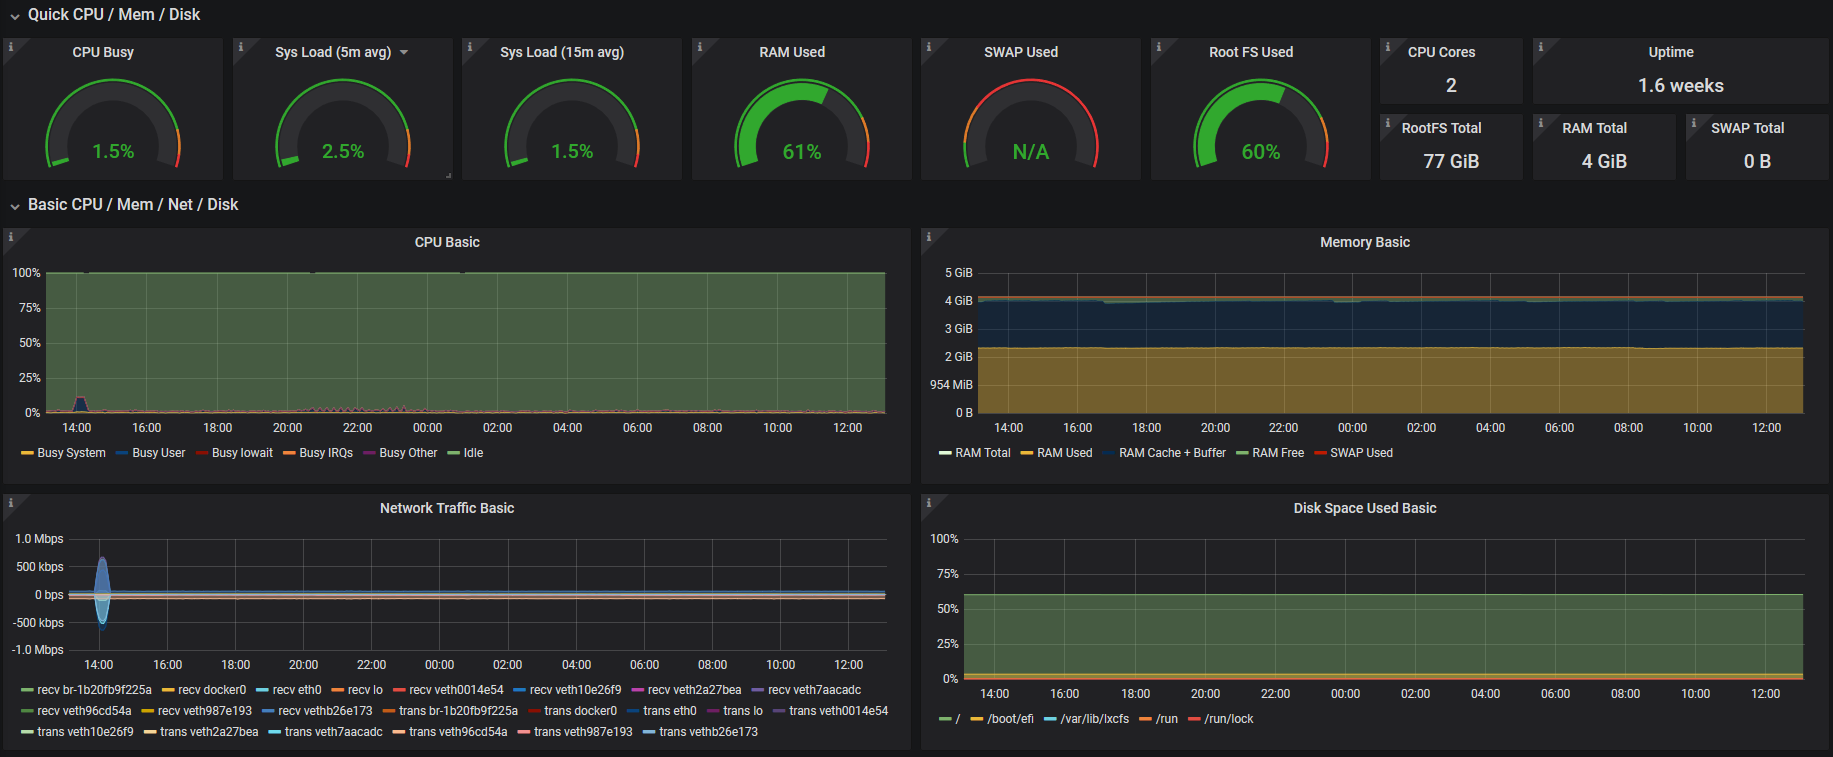 Quick CPU / Mem / Disk
CPU Busy
1.5%
Sys Load (5m avg)
2.5%
Sys Load (15m avg)
1.5%
RAM Used
61%
SWAP Used
N/A
Root FS Used
60%
CPU Cores
2
Uptime
1.6 weeks
RootFS Total
77 GiB
RAM Total
4 GiB
SWAP Total
0 B
Basic CPU / Mem / Net / Disk
CPU Basic
100%
75%
50%
25%
0%
14:00 16:00 18:00 20:00 22:00 00:00 02:00 04:00 06:00 08:00 10:00 12:00
Busy System Busy User Busy Iowait Busy IRQs Busy Other Idle
Memory Basic
5 GiB
4 GiB
3 GiB
2 GiB
954 MiB
0 B
14:00 16:00 18:00 20:00 22:00 00:00 02:00 04:00 06:00 08:00 10:00 12:00
RAM Total RAM Used RAM Cache + Buffer RAM Free SWAP Used
Network Traffic Basic
1.0 Mbps
500 kbps
0 bps
-500 kbps
-1.0 Mbps
14:00 16:00 18:00 20:00 22:00 00:00 02:00 04:00 06:00 08:00 10:00 12:00
recv br-1b20fb9f225a recv docker0 recv eth0 recv lo recv veth0014e54 recv veth10e26f9 recv veth2a27bea recv veth7aacadc
recv veth96cd54a recv veth987e193 recv vethb26e173 trans br-1b20fb9f225a trans docker0 trans eth0 trans lo trans veth0014e54
trans veth10e26f9 trans veth2a27bea trans veth7aacadc trans veth96cd54a trans veth987e193 trans vethb26e173
Disk Space Used Basic
100%
75%
50%
25%
0%
14:00 16:00 18:00 20:00 22:00 00:00 02:00 04:00 06:00 08:00 10:00 12:00
/ /boot/efi /var/lib/lxcfs /run /run/lock